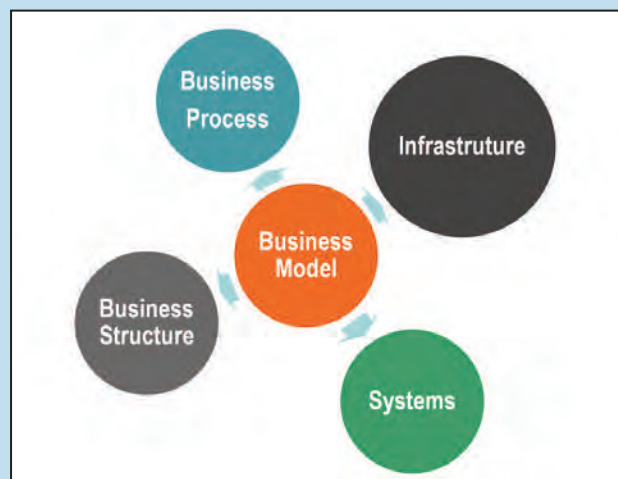 Business
Process
Infrastruture
Business
Model
Business
Structure
Systems